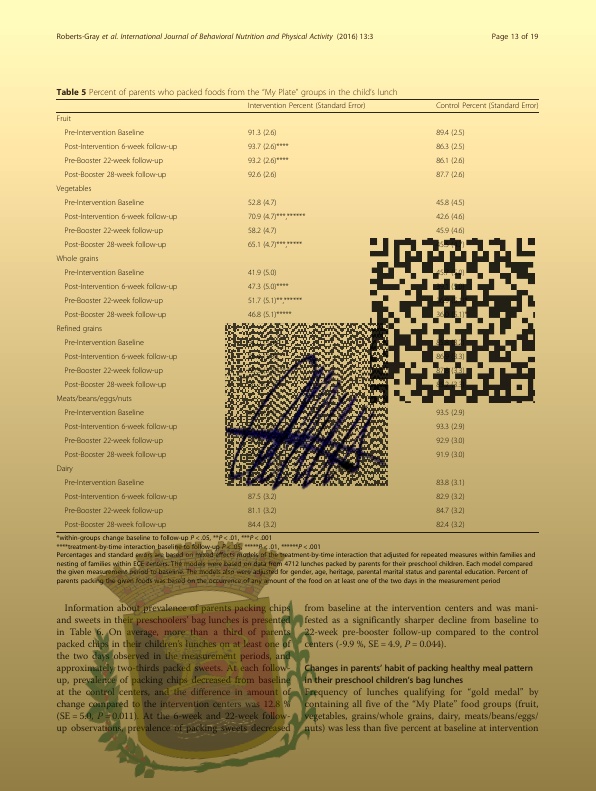 Roberts-Gray et al. International Journal of Behavioral Nutrition and Physical Activity (2016) 13:3
Page 13 of 19
Table 5 Percent of parents who packed foods from the “My Plate” groups in the child’s lunch
Intervention Percent (Standard Error) Control Percent (Standard Error)
Fruit
Pre-Intervention Baseline 91.3 (2.6) 89.4 (2.5)
Post-Intervention 6-week follow-up 93.7 (2.6)**** 86.3 (2.5)
Pre-Booster 22-week follow-up 93.2 (2.6)**** 86.1 (2.6)
Post-Booster 28-week follow-up 92.6 (2.6) 87.7 (2.6)
Vegetables
Pre-Intervention Baseline 52.8 (4.7) 45.8 (4.5)
Post-Intervention 6-week follow-up 70.9 (4.7)***,****** 42.6 (4.6)
Pre-Booster 22-week follow-up 58.2 (4.7) 45.9 (4.6)
Post-Booster 28-week follow-up 65.1 (4.7)***,*****
Whole grains
Pre-Intervention Baseline 41.9 (5.0)
Post-Intervention 6-week follow-up 47.3 (5.0)****
Pre-Booster 22-week follow-up 51.7 (5.1)**,******
Post-Booster 28-week follow-up 46.8 (5.1)*****
Refined grains
Pre-Intervention Baseline
Post-Intervention 6-week follow-up
Pre-Booster 22-week follow-up
Post-Booster 28-week follow-up
Meats/beans/eggs/nuts
Pre-Intervention Baseline 93.5 (2.9)
Post-Intervention 6-week follow-up 93.3 (2.9)
Pre-Booster 22-week follow-up 92.9 (3.0)
Post-Booster 28-week follow-up 91.9 (3.0)
Dairy
Pre-Intervention Baseline 83.8 (3.1)
Post-Intervention 6-week follow-up 87.5 (3.2) 82.9 (3.2)
Pre-Booster 22-week follow-up 81.1 (3.2) 84.7 (3.2)
Post-Booster 28-week follow-up 84.4 (3.2) 82.4 (3.2)
*within-groups change baseline to follow-up P < .05, **P < .01, ***P < .001
****treatment-by-time interaction baseline to follow-up P < .05, *****P < .01, ******P < .001
Percentages and standard errors are based on mixed-effects models of the treatment-by-time interaction that adjusted for repeated measures within families and
nesting of families within ECE centers. The models were based on data from 4712 lunches packed by parents for their preschool children. Each model compared
the given measurement period to baseline. The models also were adjusted for gender, age, heritage, parental marital status and parental education. Percent of
parents packing the given foods was based on the occurrence of any amount of the food on at least one of the two days in the measurement period
Information about prevalence of parents packing chips
and sweets in their preschoolers’ bag lunches is presented
in Table 6. On average, more than a third of parents
packed chips in their children’s lunches on at least one of
the two days observed in the measurement periods, and
approximately two-thirds packed sweets. At each follow-
up, prevalence of packing chips decreased from baseline
at the control centers, and the difference in amount of
change compared to the intervention centers was 12.8 %
(SE = 5.0, P = 0.011). At the 6-week and 22-week follow-
up observations, prevalence of packing sweets decreased
from baseline at the intervention centers and was mani-
fested as a significantly sharper decline from baseline to
22-week pre-booster follow-up compared to the control
centers (-9.9 %, SE = 4.9, P = 0.044).
Changes in parents’ habit of packing healthy meal pattern
in their preschool children’s bag lunches
Frequency of lunches qualifying for “gold medal” by
containing all five of the “My Plate” food groups (fruit,
vegetables, grains/whole grains, dairy, meats/beans/eggs/
nuts) was less than five percent at baseline at intervention